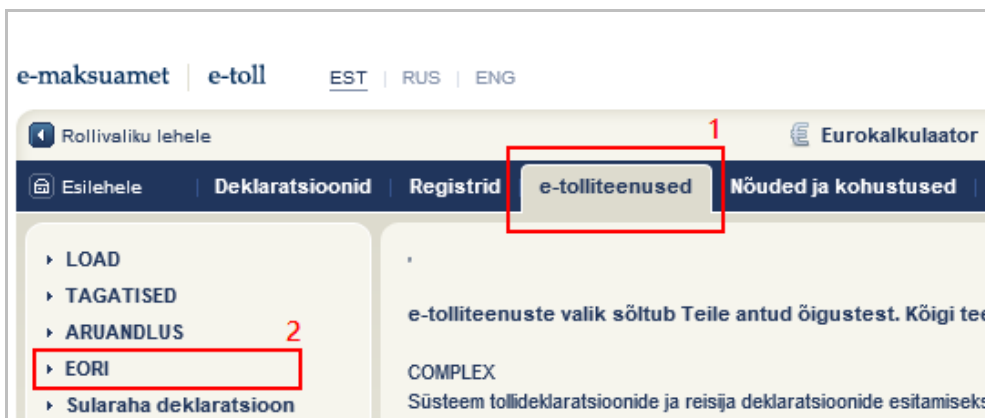 e-maksuamet | e-toll EST | RUS | ENG
Rollivaliku lehele 1 Eurokalkulaator
Esilehele | Deklaratsioonid | Registrid e-tolliteenused Nõuded ja kohustused |
LOAD
TAGATISED
ARUANDLUS 2
EORI
Sularaha deklaratsioon
e-tolliteenuste valik sõltub Teile antud õigustest. Kõigi
COMPLEX
Süsteem tollideklaratsioonide ja reisija deklaratsioonide esitamiseks